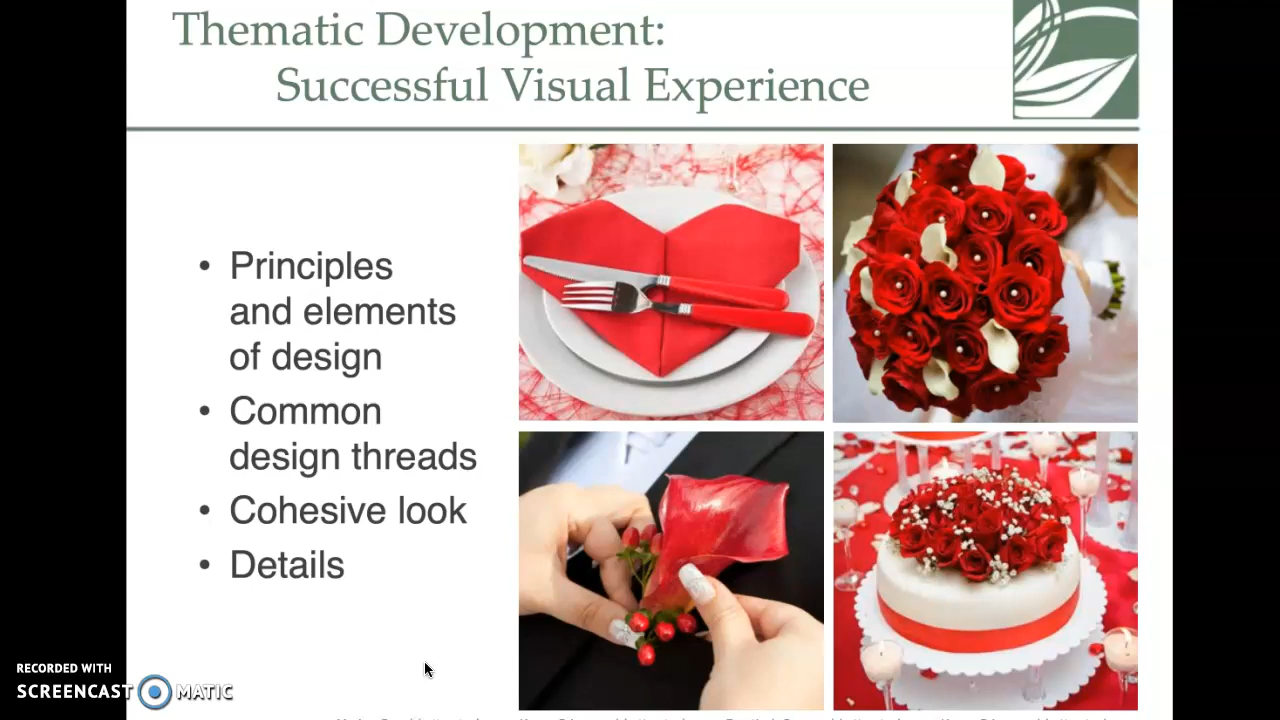 Thematic Development:
Successful Visual Experience
• Principles
and elements
of design
• Common
design threads
• Cohesive look
• Details
RECORDED WITH
SCREENCAST MATIC